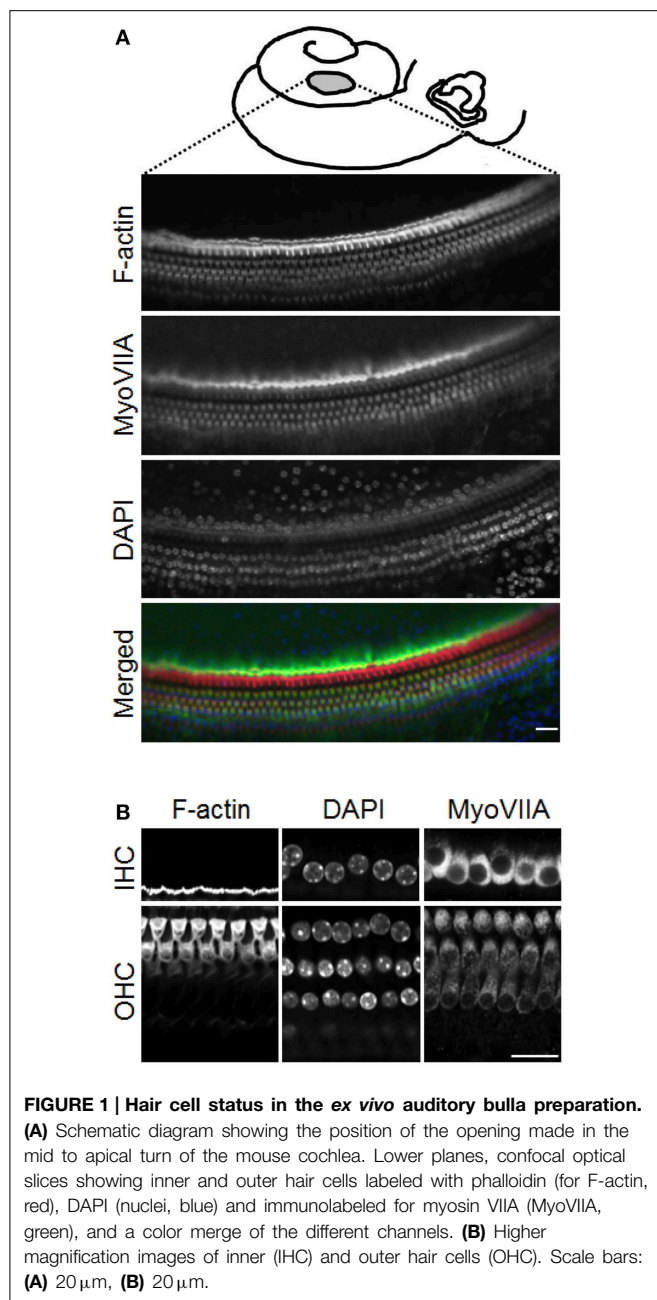 A
F-actin
MyoVIIA
DAPI
Merged
B
F-actin DAPI MyoVIIA
IHC
OHC
FIGURE 1 | Hair cell status in the ex vivo auditory bulla preparation.
(A) Schematic diagram showing the position of the opening made in the
mid to apical turn of the mouse cochlea. Lower planes, confocal optical
slices showing inner and outer hair cells labeled with phalloidin (for F-actin,
red), DAPI (nuclei, blue) and immunolabeled for myosin VIIA (MyoVIIA,
green), and a color merge of the different channels. (B) Higher
magnification images of inner (IHC) and outer hair cells (OHC). Scale bars:
(A) 20 μm, (B) 20 μm.